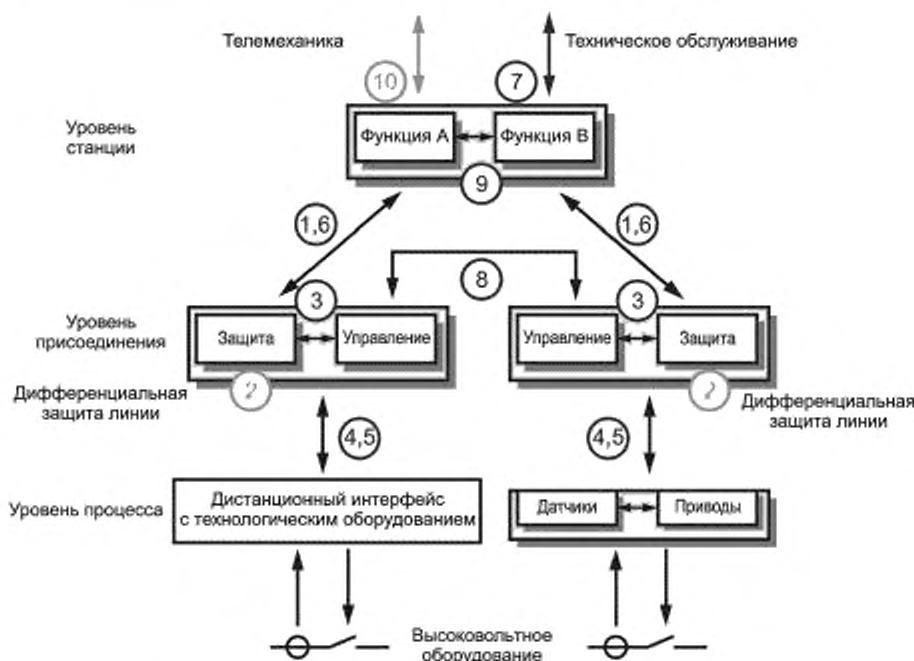 Телемеханика
Техническое обслуживание
10
7
Уровень
станции
Функция А
Функция В
9
1,6
1,6
8
3
3
Уровень
присоединения
Защита
Управление
Управление
Защита
2
2
Дифференциальная
защита линии
Дифференциальная
защита линии
4,5
4,5
Уровень процесса
Дистанционный интерфейс
с технологическим оборудованием
Датчики
Приводы
Высоковольтное
оборудование